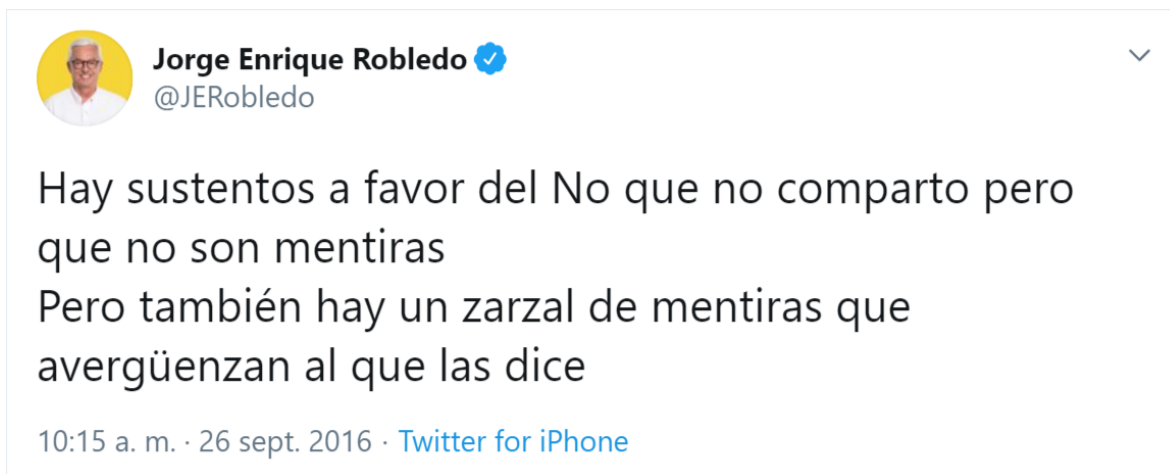 Jorge Enrique Robledo
@JERobledo
Hay sustentos a favor del No que no comparto pero
que no son mentiras
Pero también hay un zarzal de mentiras que
avergüenzan al que las dice
10:15 a. m. · 26 sept. 2016 · Twitter for iPhone